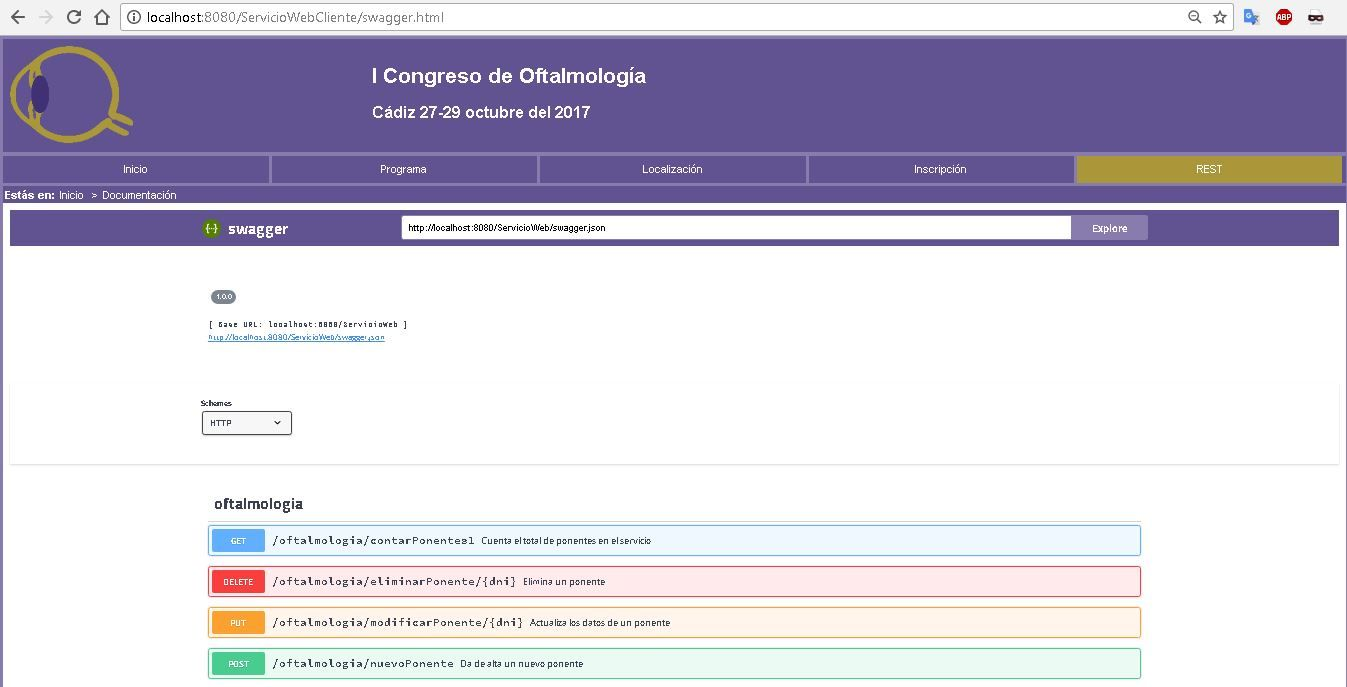 localhost:8080/ServicioWebCliente/swagger.html
ABP
I Congreso de Oftalmología
Cádiz 27-29 octubre del 2017
Inicio Programa Localización Inscripción REST
Estás en: Inicio > Documentación
{··} swagger http://localhost:8080/ServicioWeb/swagger.json Explore
1.0.0
[ Base URL: localhost:8080/ServicioWeb ]
http://localhost:8080/ServicioWeb/swagger.json
Schemes
HTTP
oftalmologia
GET /oftalmologia/contarPonentes1 Cuenta el total de ponentes en el servicio
DELETE /oftalmologia/eliminarPonente/{dni} Elimina un ponente
PUT /oftalmologia/modificarPonente/{dni} Actualiza los datos de un ponente
POST /oftalmologia/nuevoPonente Da de alta un nuevo ponente